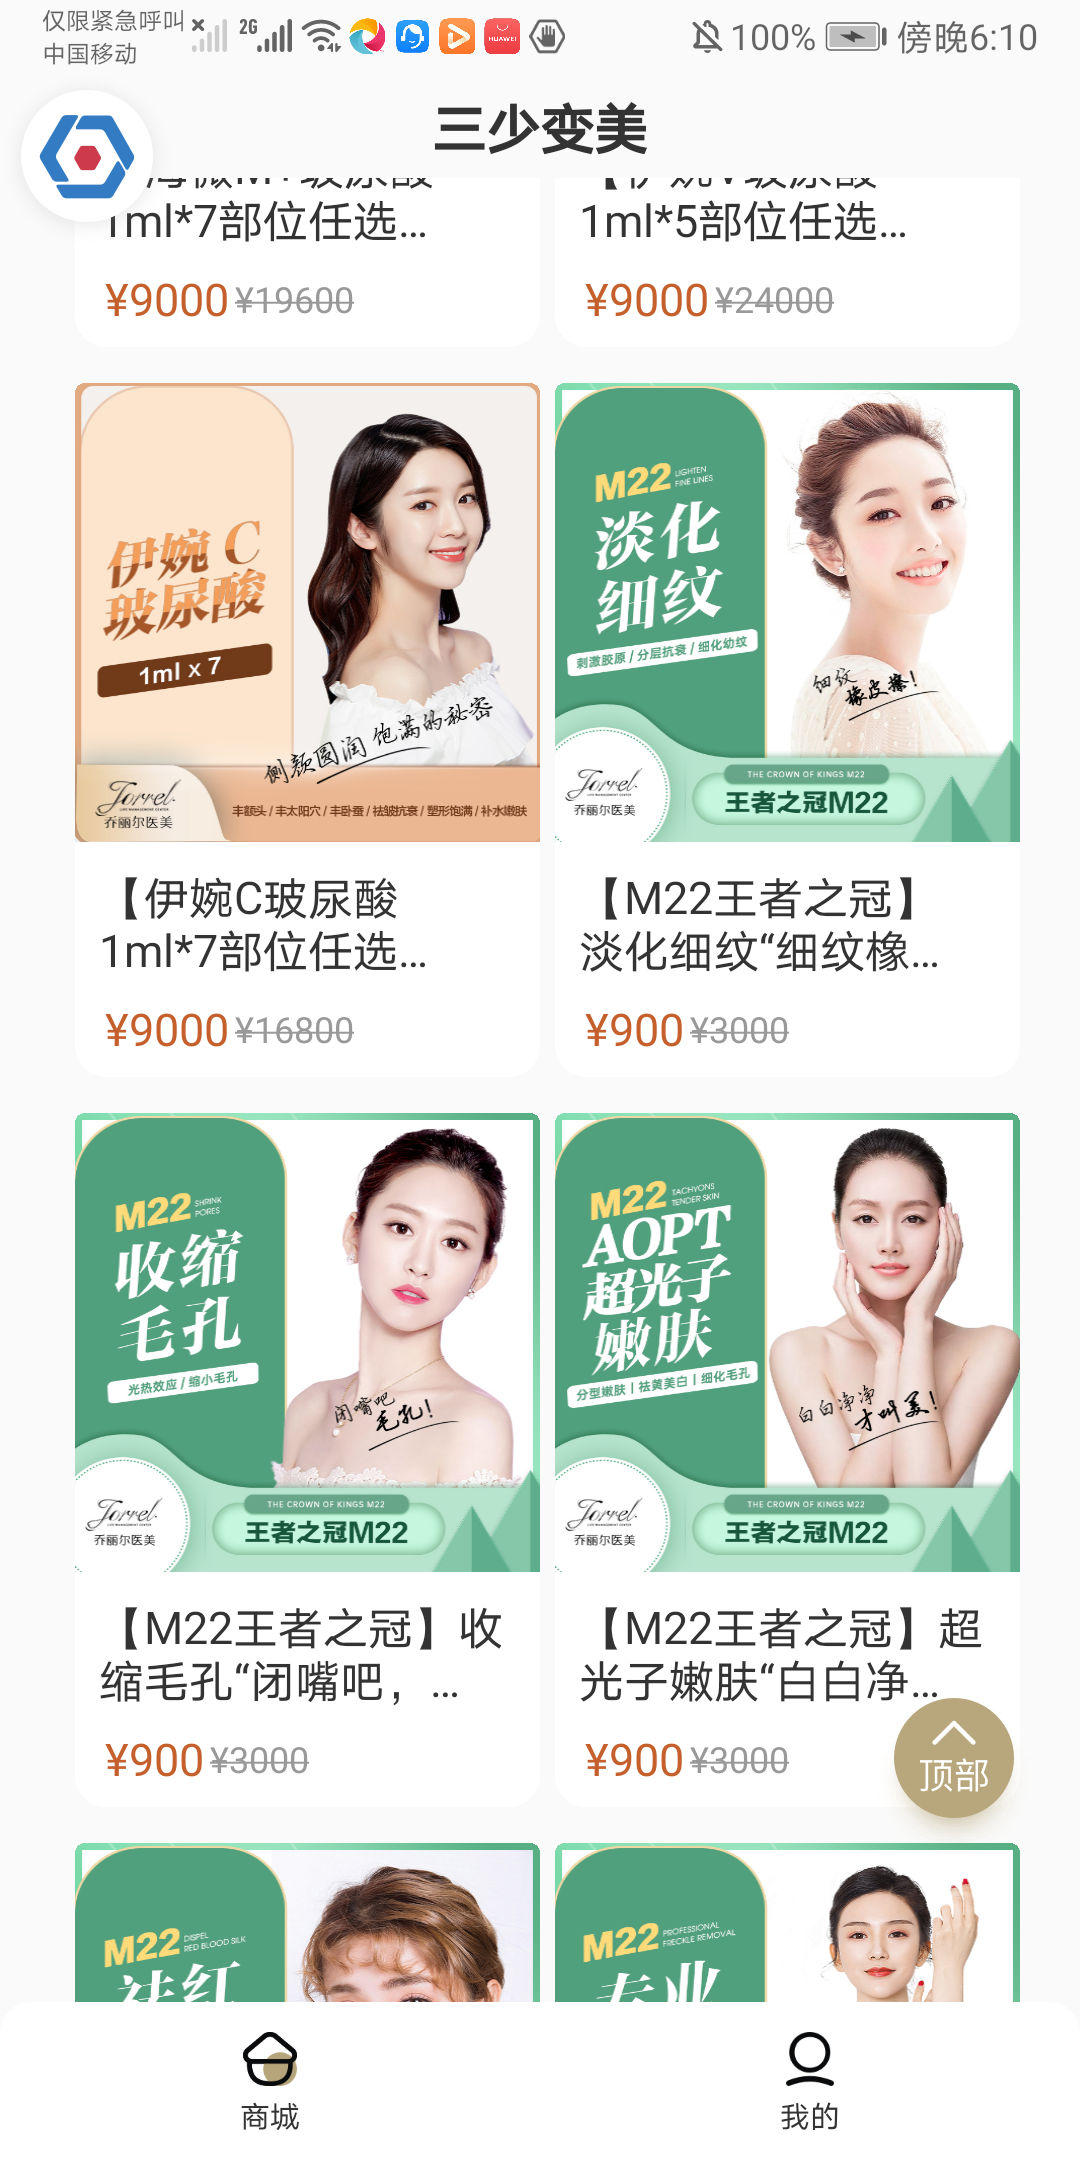 仅限紧急呼叫
中国移动
2G
HUAWEI
100%
傍晚6:10
三少变美
1ml*7部位任选...
¥9000 ¥19600
1ml*5部位任选...
¥9000 ¥24000
伊婉 C
玻尿酸
1ml x 7
侧颜圆润 饱满的秘密
Jorrel
LIFE MANAGEMENT CENTER
乔丽尔医美
丰额头 / 丰太阳穴 / 丰卧蚕 / 祛皱抗衰 / 塑形饱满 / 补水嫩肤
【伊婉C玻尿酸
1ml*7部位任选...
¥9000 ¥16800
M22 LIGHTEN
FINE LINES
淡化
细纹
刺激胶原 / 分层抗衰 / 细化幼纹
细纹
橡皮擦!
Jorrel
LIFE MANAGEMENT CENTER
乔丽尔医美
THE CROWN OF KINGS M22
王者之冠M22
【M22王者之冠】
淡化细纹“细纹橡...
¥900 ¥3000
M22 SHRINK
PORES
收缩
毛孔
光热效应 / 缩小毛孔
闭嘴吧
毛孔!
Jorrel
LIFE MANAGEMENT CENTER
乔丽尔医美
THE CROWN OF KINGS M22
王者之冠M22
【M22王者之冠】收
缩毛孔“闭嘴吧，...
¥900 ¥3000
M22 TACHYONS
TENDER SKIN
AOPT
超光子
嫩肤
分型嫩肤 | 祛黄美白 | 细化毛孔
白白净净
才叫美!
Jorrel
LIFE MANAGEMENT CENTER
乔丽尔医美
THE CROWN OF KINGS M22
王者之冠M22
【M22王者之冠】超
光子嫩肤“白白净...
¥900 ¥3000
顶部
M22 DISPEL
RED BLOOD SILK
祛红
M22 PROFESSIONAL
FRECKLE REMOVAL
专业
商城
我的